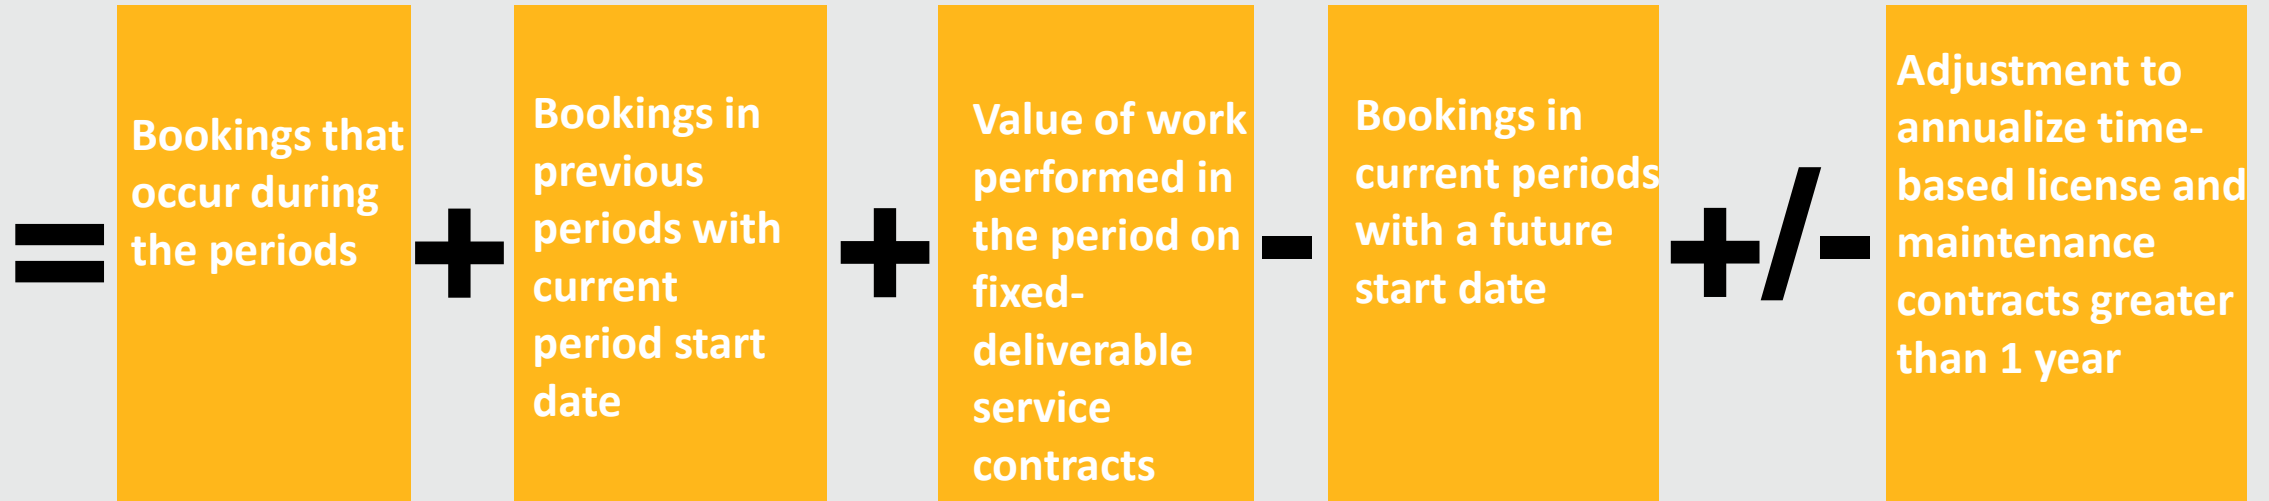 =
Bookings that
occur during
the periods
+
Bookings in
previous
periods with
current
period start
date
+
Value of work
performed in
the period on
fixed-
deliverable
service
contracts
-
Bookings in
current periods
with a future
start date
+/-
Adjustment to
annualize time-
based license and
maintenance
contracts greater
than 1 year